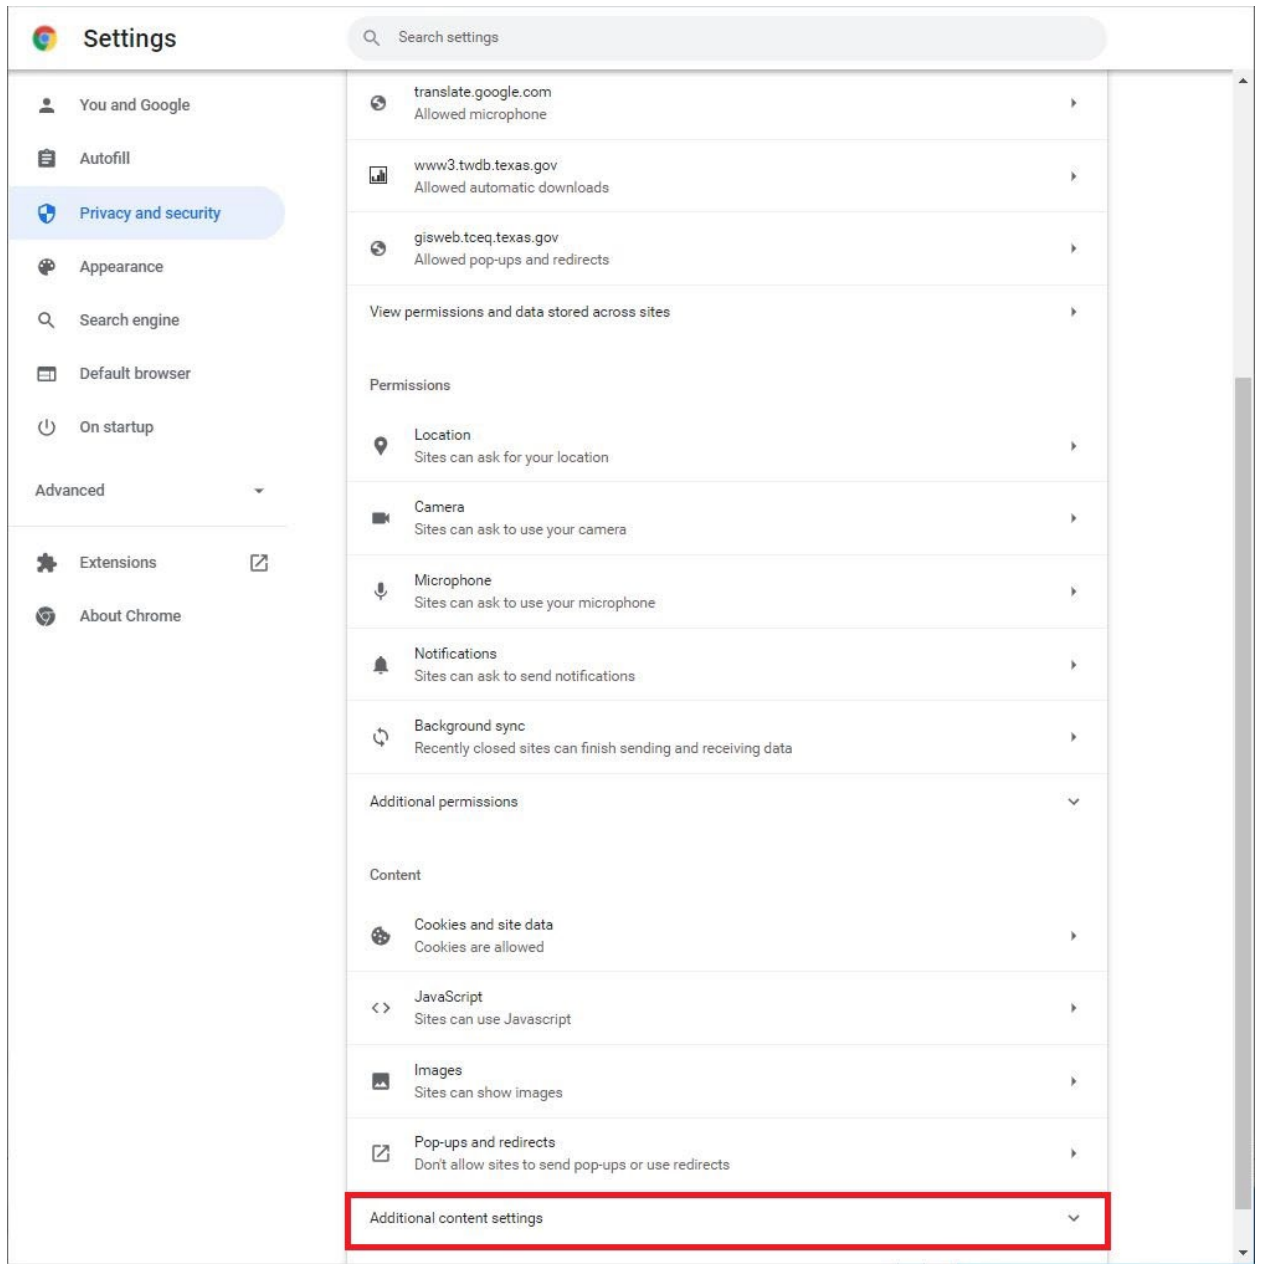 Settings
Search settings
You and Google
Autofill
Privacy and security
Appearance
Search engine
Default browser
On startup
Advanced
Extensions
About Chrome
translate.google.com
Allowed microphone
www3.twdb.texas.gov
Allowed automatic downloads
gisweb.tceq.texas.gov
Allowed pop-ups and redirects
View permissions and data stored across sites
Permissions
Location
Sites can ask for your location
Camera
Sites can ask to use your camera
Microphone
Sites can ask to use your microphone
Notifications
Sites can ask to send notifications
Background sync
Recently closed sites can finish sending and receiving data
Additional permissions
Content
Cookies and site data
Cookies are allowed
JavaScript
Sites can use Javascript
Images
Sites can show images
Pop-ups and redirects
Don't allow sites to send pop-ups or use redirects
Additional content settings